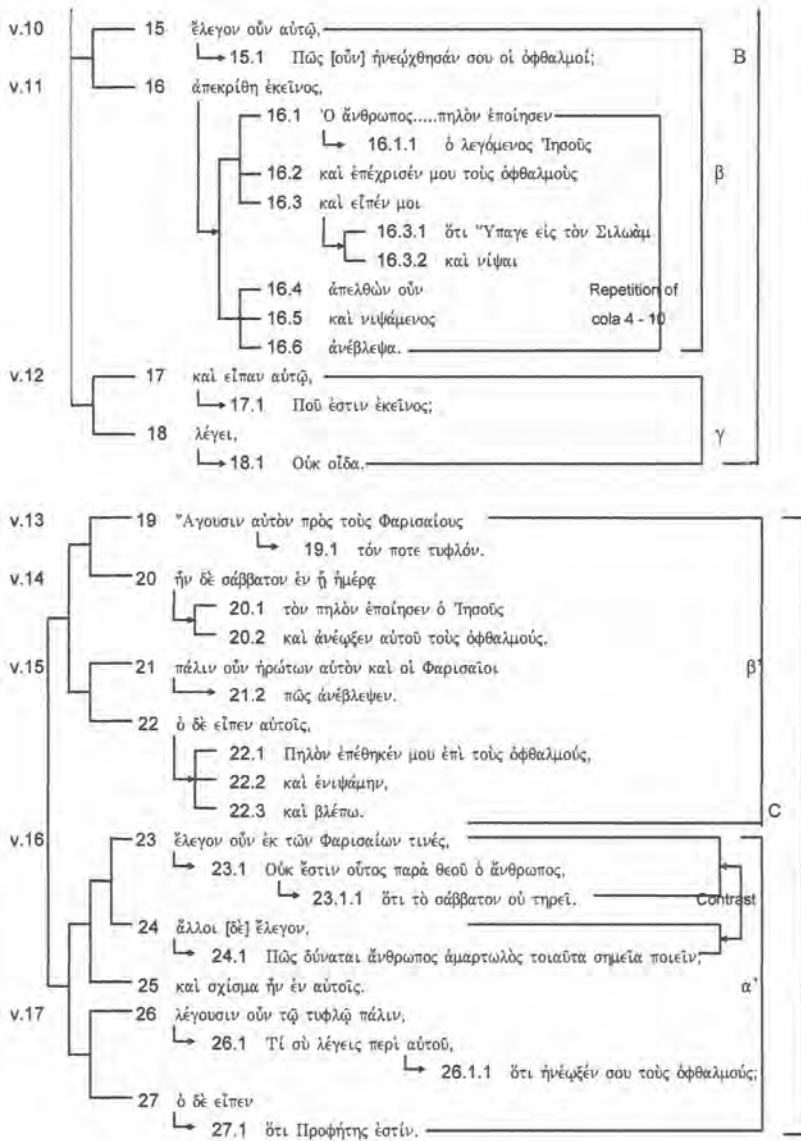 v.10 15 ἔλεγον οὖν αὐτῷ,
15.1 Πῶς [οὖν] ἠνεῴχθησάν σου οἱ ὀφθαλμοί; B
v.11 16 ἀπεκρίθη ἐκεῖνος,
16.1 Ὁ ἄνθρωπος.....πηλὸν ἐποίησεν
16.1.1 ὁ λεγόμενος Ἰησοῦς
16.2 καὶ ἐπέχρισέν μου τοὺς ὀφθαλμοὺς β
16.3 καὶ εἶπέν μοι
16.3.1 ὅτι Ὕπαγε εἰς τὸν Σιλωὰμ
16.3.2 καὶ νίψαι
16.4 ἀπελθὼν οὖν Repetition of
16.5 καὶ νιψάμενος cola 4 - 10
16.6 ἀνέβλεψα.
v.12 17 καὶ εἶπαν αὐτῷ,
17.1 Ποῦ ἐστιν ἐκεῖνος;
18 λέγει, γ
18.1 Οὐκ οἶδα.
v.13 19 Ἄγουσιν αὐτὸν πρὸς τοὺς Φαρισαίους
19.1 τόν ποτε τυφλόν.
v.14 20 ἦν δὲ σάββατον ἐν ᾗ ἡμέρᾳ
20.1 τὸν πηλὸν ἐποίησεν ὁ Ἰησοῦς
20.2 καὶ ἀνέῳξεν αὐτοῦ τοὺς ὀφθαλμούς.
v.15 21 πάλιν οὖν ἠρώτων αὐτὸν καὶ οἱ Φαρισαῖοι β'
21.2 πῶς ἀνέβλεψεν.
22 ὁ δὲ εἶπεν αὐτοῖς,
22.1 Πηλὸν ἐπέθηκέν μου ἐπὶ τοὺς ὀφθαλμούς,
22.2 καὶ ἐνιψάμην,
22.3 καὶ βλέπω. C
v.16 23 ἔλεγον οὖν ἐκ τῶν Φαρισαίων τινές,
23.1 Οὐκ ἔστιν οὗτος παρὰ θεοῦ ὁ ἄνθρωπος,
23.1.1 ὅτι τὸ σάββατον οὐ τηρεῖ. Contrast
24 ἄλλοι [δὲ] ἔλεγον,
24.1 Πῶς δύναται ἄνθρωπος ἁμαρτωλὸς τοιαῦτα σημεῖα ποιεῖν;
25 καὶ σχίσμα ἦν ἐν αὐτοῖς. α'
v.17 26 λέγουσιν οὖν τῷ τυφλῷ πάλιν,
26.1 Τί σὺ λέγεις περὶ αὐτοῦ,
26.1.1 ὅτι ἠνέῳξέν σου τοὺς ὀφθαλμούς;
27 ὁ δὲ εἶπεν
27.1 ὅτι Προφήτης ἐστίν.